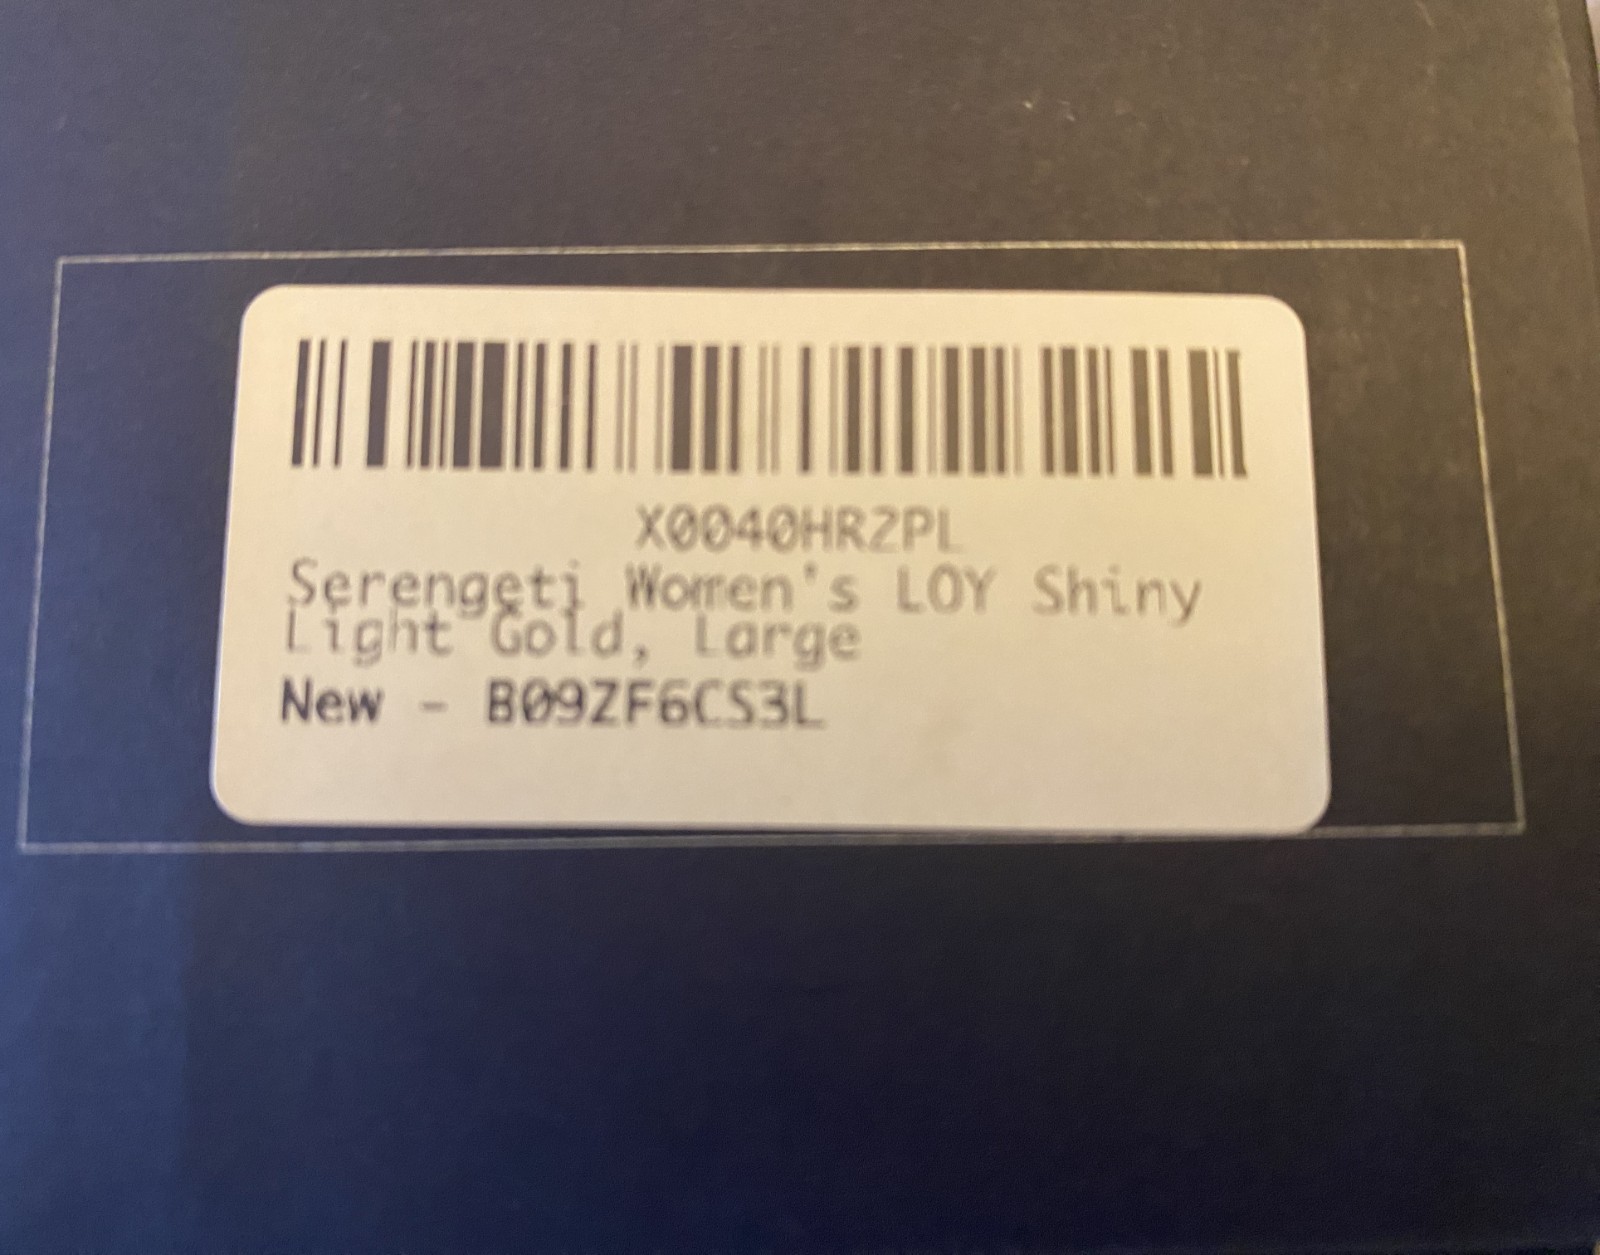 X0040HRZPL
Serengeti Women's LOY Shiny
Light Gold, Large
New - B09ZF6CS3L